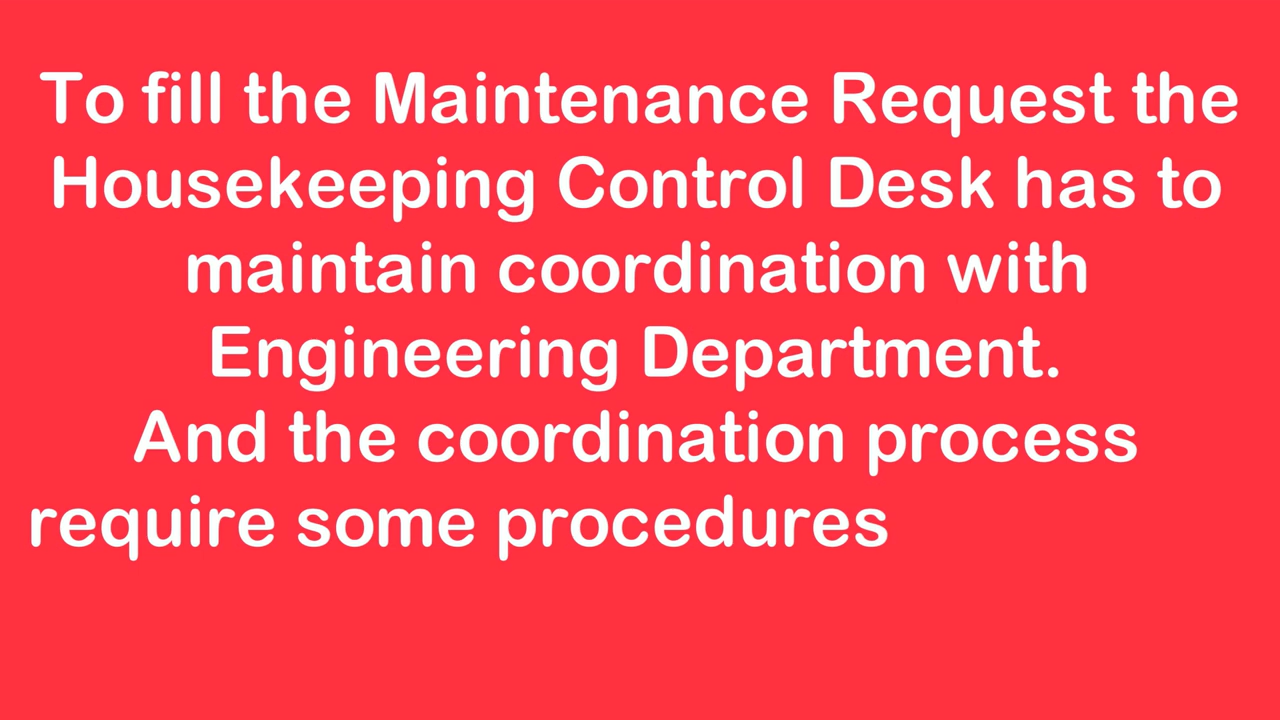 To fill the Maintenance Request the
Housekeeping Control Desk has to
maintain coordination with
Engineering Department.
And the coordination process
require some procedures